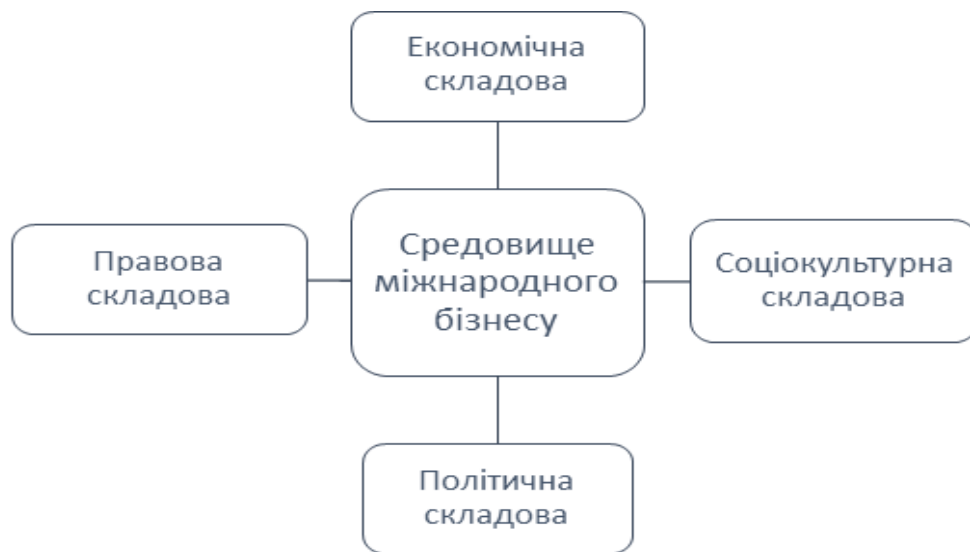 Економічна
складова
Правова
складова
Средовище
міжнародного
бізнесу
Соціокультурна
складова
Політична
складова